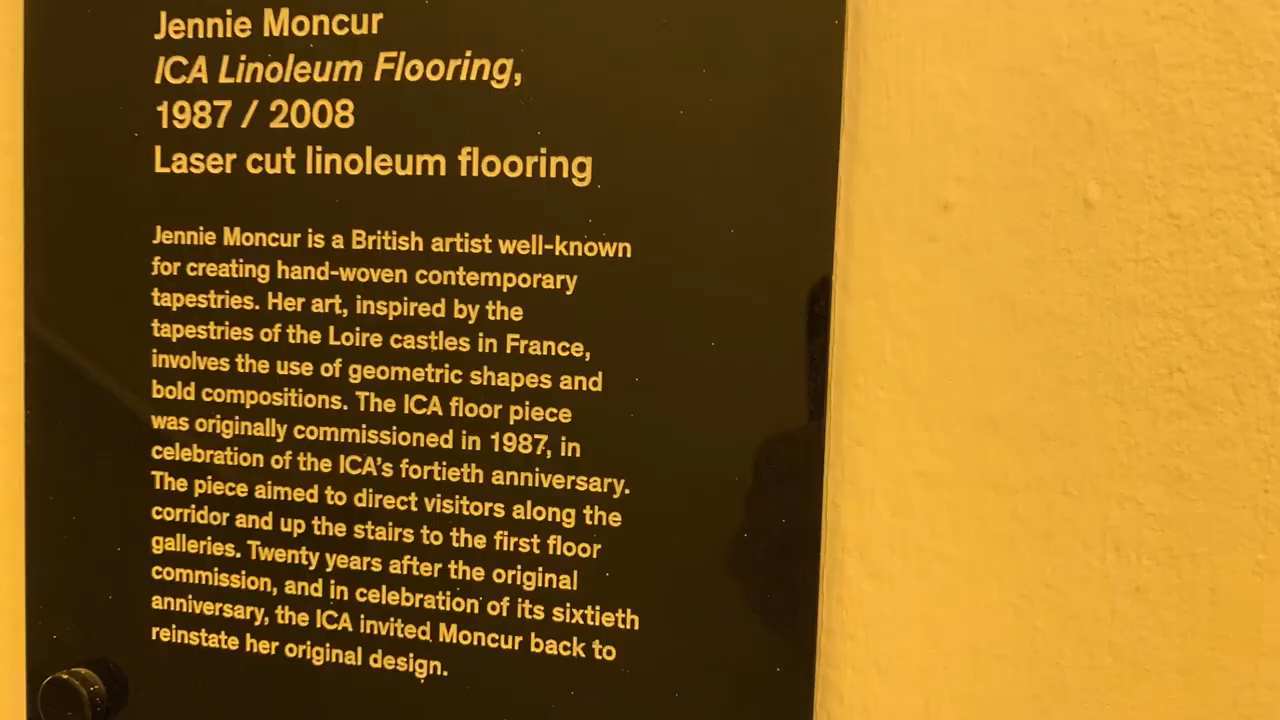 Jennie Moncur
ICA Linoleum Flooring,
1987 / 2008
Laser cut linoleum flooring
Jennie Moncur is a British artist well-known
for creating hand-woven contemporary
tapestries. Her art, inspired by the
tapestries of the Loire castles in France,
involves the use of geometric shapes and
bold compositions. The ICA floor piece
was originally commissioned in 1987, in
celebration of the ICA’s fortieth anniversary.
The piece aimed to direct visitors along the
corridor and up the stairs to the first floor
galleries. Twenty years after the original
commission, and in celebration of its sixtieth
anniversary, the ICA invited Moncur back to
reinstate her original design.